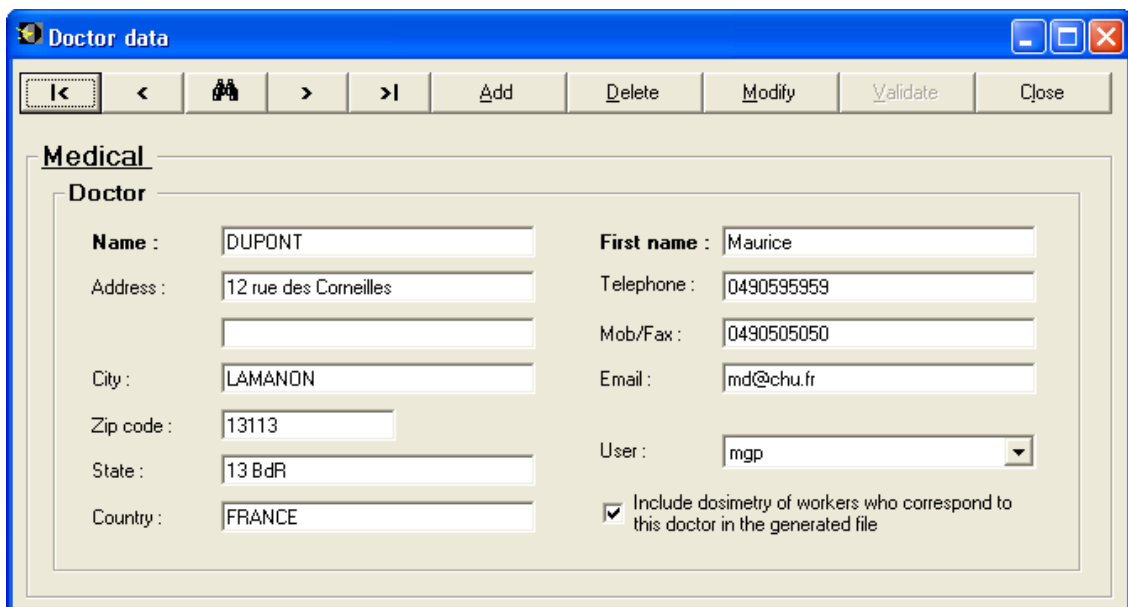 Doctor data
|< < > >| Add Delete Modify Validate Close
Medical
Doctor
Name : DUPONT First name : Maurice
Address : 12 rue des Corneilles Telephone : 0490595959
Mob/Fax : 0490505050
City : LAMANON Email : md@chu.fr
Zip code : 13113
User : mgp
State : 13 BdR
Country : FRANCE
Include dosimetry of workers who correspond to
this doctor in the generated file